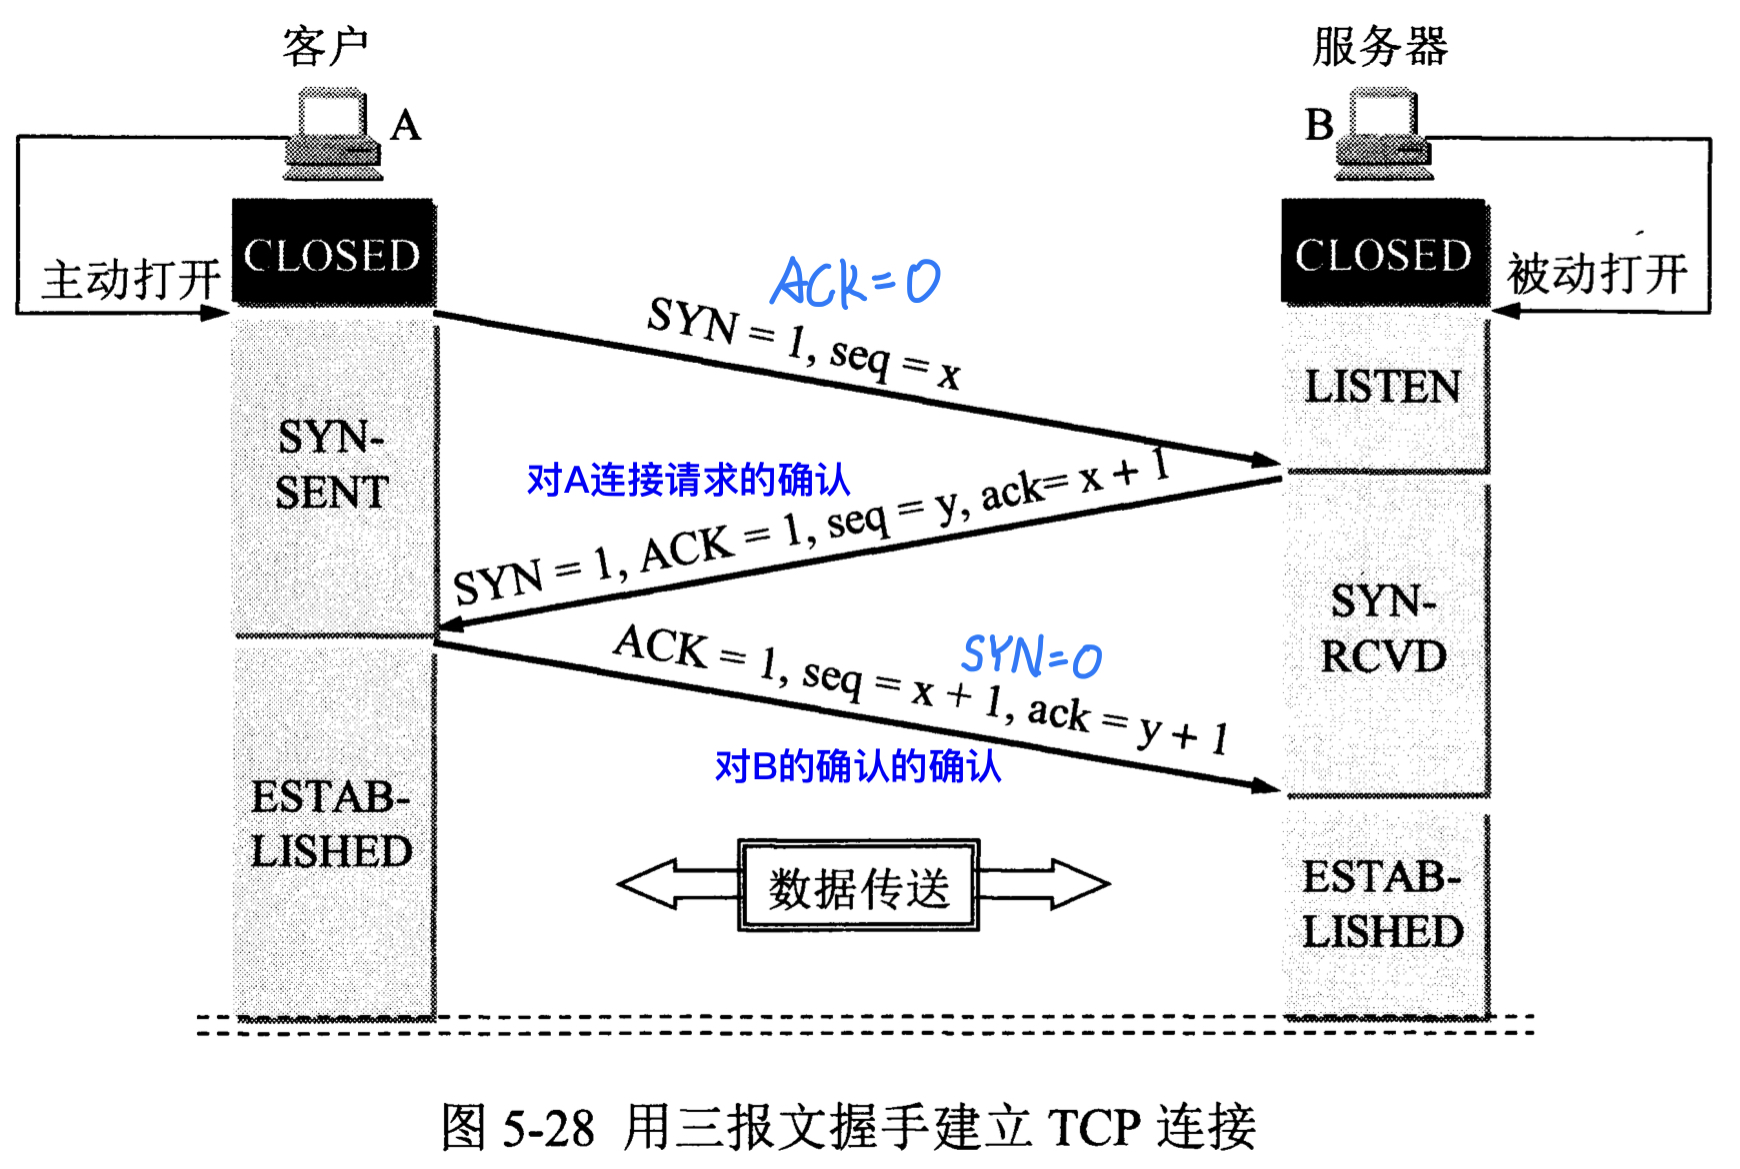 客户
服务器
A
B
CLOSED
CLOSED
主动打开
被动打开
ACK=0
SYN = 1, seq = x
LISTEN
SYN-
SENT
对A连接请求的确认
SYN = 1, ACK = 1, seq = y, ack= x + 1
SYN-
RCVD
SYN=0
ACK = 1, seq = x + 1, ack = y + 1
对B的确认的确认
ESTAB-
LISHED
数据传送
ESTAB-
LISHED
图 5-28 用三报文握手建立 TCP 连接